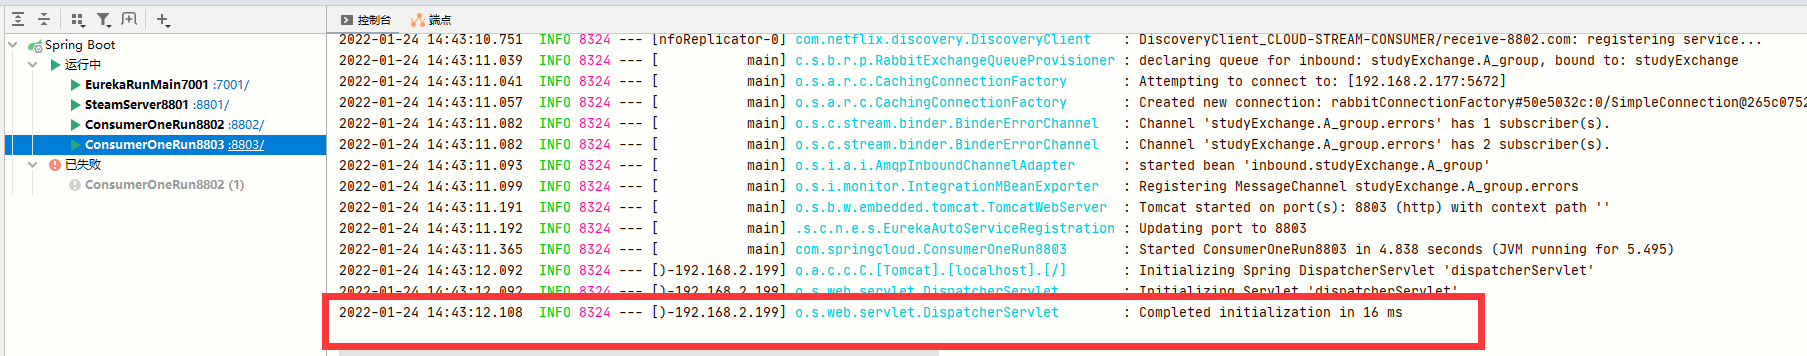 控制台 端点
Spring Boot
运行中
EurekaRunMain7001 :7001/
SteamServer8801 :8801/
ConsumerOneRun8802 :8802/
ConsumerOneRun8803 :8803/
已失败
ConsumerOneRun8802 (1)
2022-01-24 14:43:10.751 INFO 8324 --- [nfoReplicator-0] com.netflix.discovery.DiscoveryClient : DiscoveryClient_CLOUD-STREAM-CONSUMER/receive-8802.com: registering service...
2022-01-24 14:43:11.039 INFO 8324 --- [ main] c.s.b.r.p.RabbitExchangeQueueProvisioner : declaring queue for inbound: studyExchange.A_group, bound to: studyExchange
2022-01-24 14:43:11.041 INFO 8324 --- [ main] o.s.a.r.c.CachingConnectionFactory : Attempting to connect to: [192.168.2.177:5672]
2022-01-24 14:43:11.057 INFO 8324 --- [ main] o.s.a.r.c.CachingConnectionFactory : Created new connection: rabbitConnectionFactory#50e5032c:0/SimpleConnection@265c0752
2022-01-24 14:43:11.082 INFO 8324 --- [ main] o.s.c.stream.binder.BinderErrorChannel : Channel 'studyExchange.A_group.errors' has 1 subscriber(s).
2022-01-24 14:43:11.082 INFO 8324 --- [ main] o.s.c.stream.binder.BinderErrorChannel : Channel 'studyExchange.A_group.errors' has 2 subscriber(s).
2022-01-24 14:43:11.093 INFO 8324 --- [ main] o.s.i.a.i.AmqpInboundChannelAdapter : started bean 'inbound.studyExchange.A_group'
2022-01-24 14:43:11.099 INFO 8324 --- [ main] o.s.i.monitor.IntegrationMBeanExporter : Registering MessageChannel studyExchange.A_group.errors
2022-01-24 14:43:11.191 INFO 8324 --- [ main] o.s.b.w.embedded.tomcat.TomcatWebServer : Tomcat started on port(s): 8803 (http) with context path ''
2022-01-24 14:43:11.192 INFO 8324 --- [ main] .s.c.n.e.s.EurekaAutoServiceRegistration : Updating port to 8803
2022-01-24 14:43:11.365 INFO 8324 --- [ main] com.springcloud.ConsumerOneRun8803 : Started ConsumerOneRun8803 in 4.838 seconds (JVM running for 5.495)
2022-01-24 14:43:12.092 INFO 8324 --- [)-192.168.2.199] o.a.c.c.C.[Tomcat].[localhost].[/] : Initializing Spring DispatcherServlet 'dispatcherServlet'
2022-01-24 14:43:12.092 INFO 8324 --- [)-192.168.2.199] o.s.web.servlet.DispatcherServlet : Initializing Servlet 'dispatcherServlet'
2022-01-24 14:43:12.108 INFO 8324 --- [)-192.168.2.199] o.s.web.servlet.DispatcherServlet : Completed initialization in 16 ms